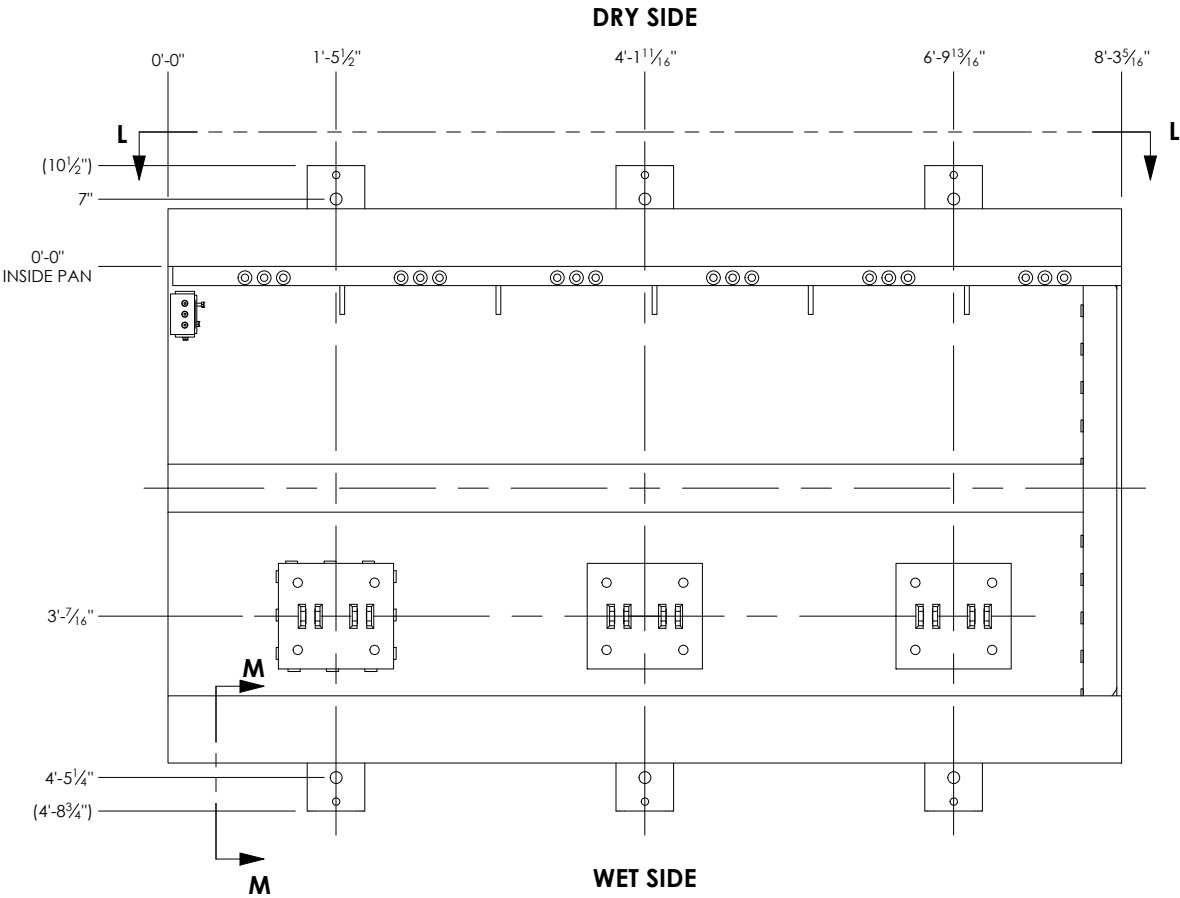 DRY SIDE
0'-0"
1'-5½"
4'-1¹¹⁄₁₆"
6'-9¹³⁄₁₆"
8'-3⁵⁄₁₆"
L
L
(10½")
7"
0'-0"
INSIDE PAN
3'-⁷⁄₁₆"
M
4'-5¼"
(4'-8¾")
M
WET SIDE